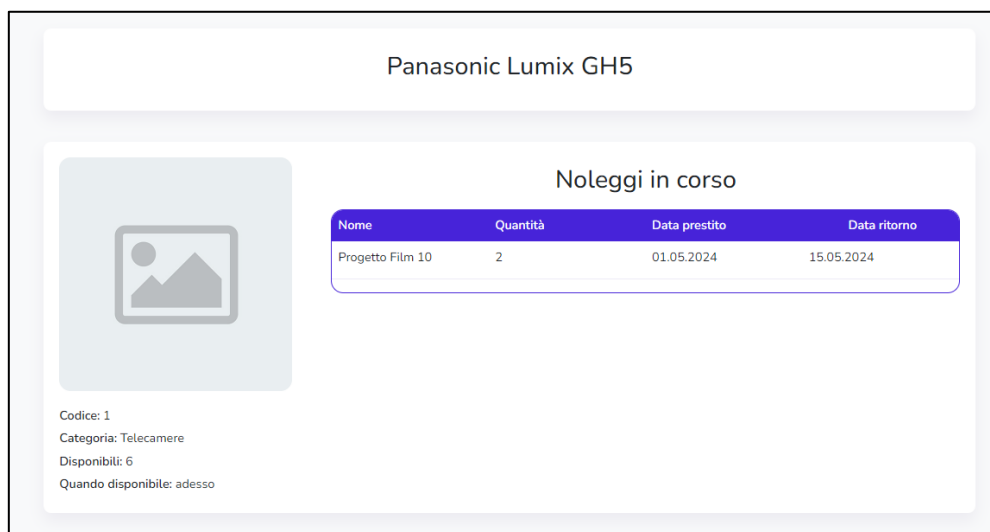 Panasonic Lumix GH5
Noleggi in corso
Nome Quantità Data prestito Data ritorno
Progetto Film 10 2 01.05.2024 15.05.2024
Codice: 1
Categoria: Telecamere
Disponibili: 6
Quando disponibile: adesso